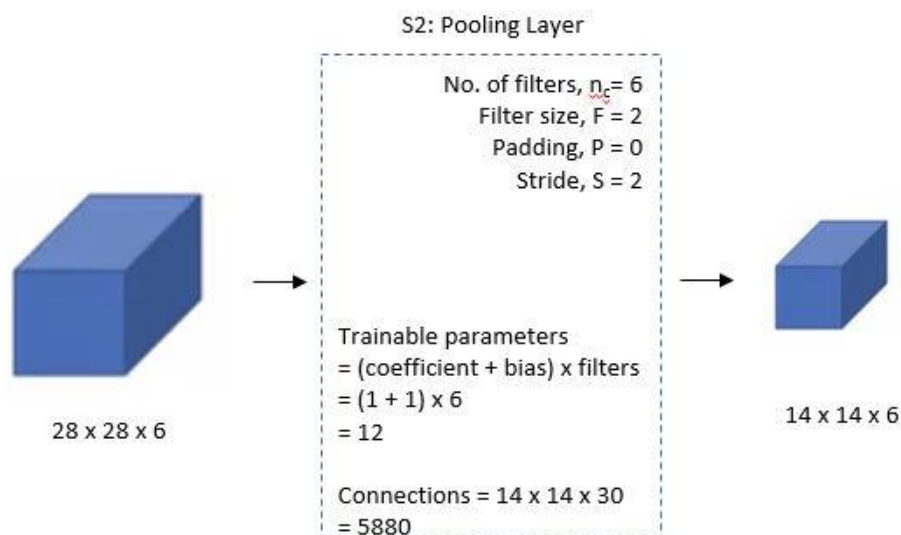 S2: Pooling Layer
No. of filters, nc= 6
Filter size, F = 2
Padding, P = 0
Stride, S = 2
28 x 28 x 6
Trainable parameters
= (coefficient + bias) x filters
= (1 + 1) x 6
= 12
Connections = 14 x 14 x 30
= 5880
14 x 14 x 6